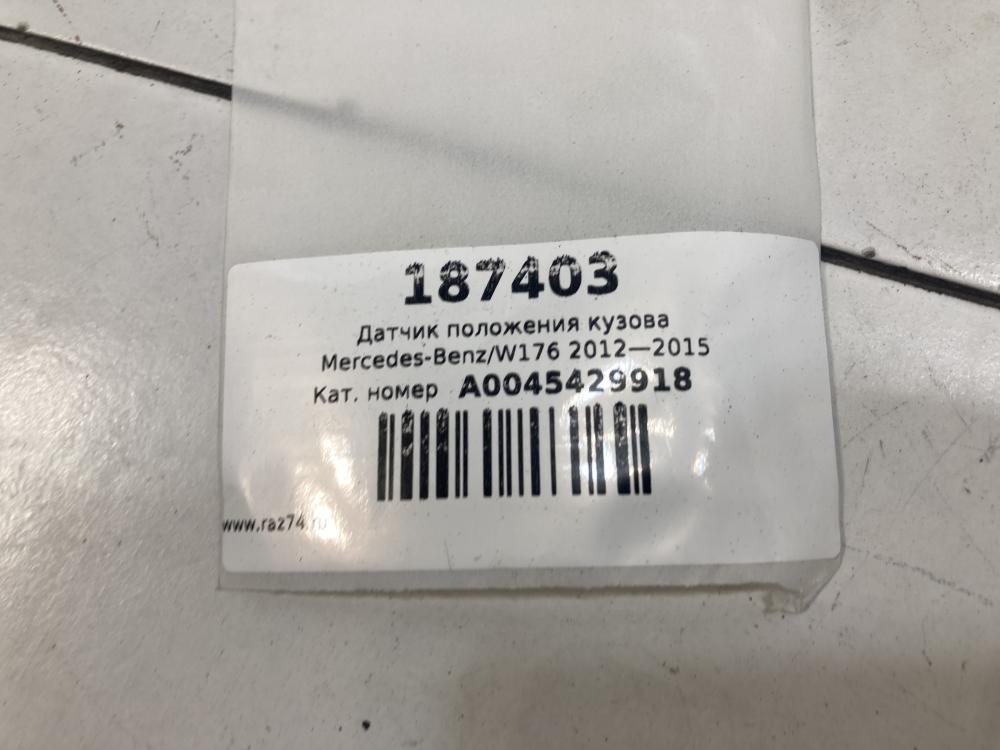 187403
Датчик положения кузова
Mercedes-Benz/W176 2012—2015
Кат. номер A0045429918
www.raz74.ru